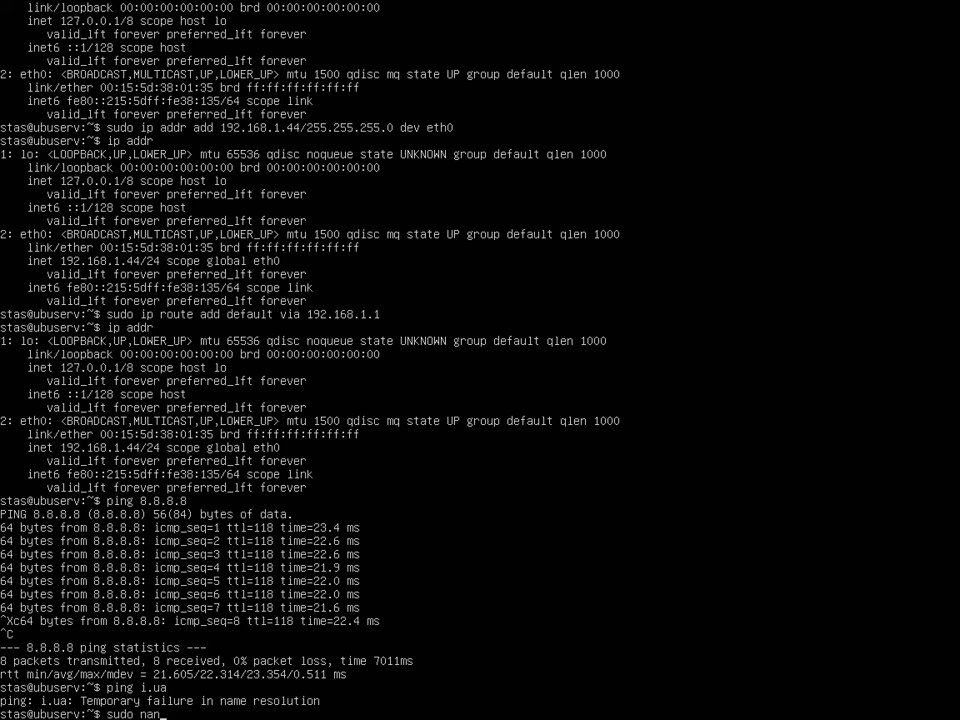 link/loopback 00:00:00:00:00:00 brd 00:00:00:00:00:00
inet 127.0.0.1/8 scope host lo
valid_lft forever preferred_lft forever
inet6 ::1/128 scope host
valid_lft forever preferred_lft forever
2: eth0: <BROADCAST,MULTICAST,UP,LOWER_UP> mtu 1500 qdisc mq state UP group default qlen 1000
link/ether 00:15:5d:38:01:35 brd ff:ff:ff:ff:ff:ff
inet6 fe80::215:5dff:fe38:135/64 scope link
valid_lft forever preferred_lft forever
stas@ubuserv:~$ sudo ip addr add 192.168.1.44/255.255.255.0 dev eth0
stas@ubuserv:~$ ip addr
1: lo: <LOOPBACK,UP,LOWER_UP> mtu 65536 qdisc noqueue state UNKNOWN group default qlen 1000
link/loopback 00:00:00:00:00:00 brd 00:00:00:00:00:00
inet 127.0.0.1/8 scope host lo
valid_lft forever preferred_lft forever
inet6 ::1/128 scope host
valid_lft forever preferred_lft forever
2: eth0: <BROADCAST,MULTICAST,UP,LOWER_UP> mtu 1500 qdisc mq state UP group default qlen 1000
link/ether 00:15:5d:38:01:35 brd ff:ff:ff:ff:ff:ff
inet 192.168.1.44/24 scope global eth0
valid_lft forever preferred_lft forever
inet6 fe80::215:5dff:fe38:135/64 scope link
valid_lft forever preferred_lft forever
stas@ubuserv:~$ sudo ip route add default via 192.168.1.1
stas@ubuserv:~$ ip addr
1: lo: <LOOPBACK,UP,LOWER_UP> mtu 65536 qdisc noqueue state UNKNOWN group default qlen 1000
link/loopback 00:00:00:00:00:00 brd 00:00:00:00:00:00
inet 127.0.0.1/8 scope host lo
valid_lft forever preferred_lft forever
inet6 ::1/128 scope host
valid_lft forever preferred_lft forever
2: eth0: <BROADCAST,MULTICAST,UP,LOWER_UP> mtu 1500 qdisc mq state UP group default qlen 1000
link/ether 00:15:5d:38:01:35 brd ff:ff:ff:ff:ff:ff
inet 192.168.1.44/24 scope global eth0
valid_lft forever preferred_lft forever
inet6 fe80::215:5dff:fe38:135/64 scope link
valid_lft forever preferred_lft forever
stas@ubuserv:~$ ping 8.8.8.8
PING 8.8.8.8 (8.8.8.8) 56(84) bytes of data.
64 bytes from 8.8.8.8: icmp_seq=1 ttl=118 time=23.4 ms
64 bytes from 8.8.8.8: icmp_seq=2 ttl=118 time=22.6 ms
64 bytes from 8.8.8.8: icmp_seq=3 ttl=118 time=22.6 ms
64 bytes from 8.8.8.8: icmp_seq=4 ttl=118 time=21.9 ms
64 bytes from 8.8.8.8: icmp_seq=5 ttl=118 time=22.0 ms
64 bytes from 8.8.8.8: icmp_seq=6 ttl=118 time=22.0 ms
64 bytes from 8.8.8.8: icmp_seq=7 ttl=118 time=21.6 ms
^Xc64 bytes from 8.8.8.8: icmp_seq=8 ttl=118 time=22.4 ms
^C
--- 8.8.8.8 ping statistics ---
8 packets transmitted, 8 received, 0% packet loss, time 7011ms
rtt min/avg/max/mdev = 21.605/22.314/23.354/0.511 ms
stas@ubuserv:~$ ping i.ua
ping: i.ua: Temporary failure in name resolution
stas@ubuserv:~$ sudo nan_